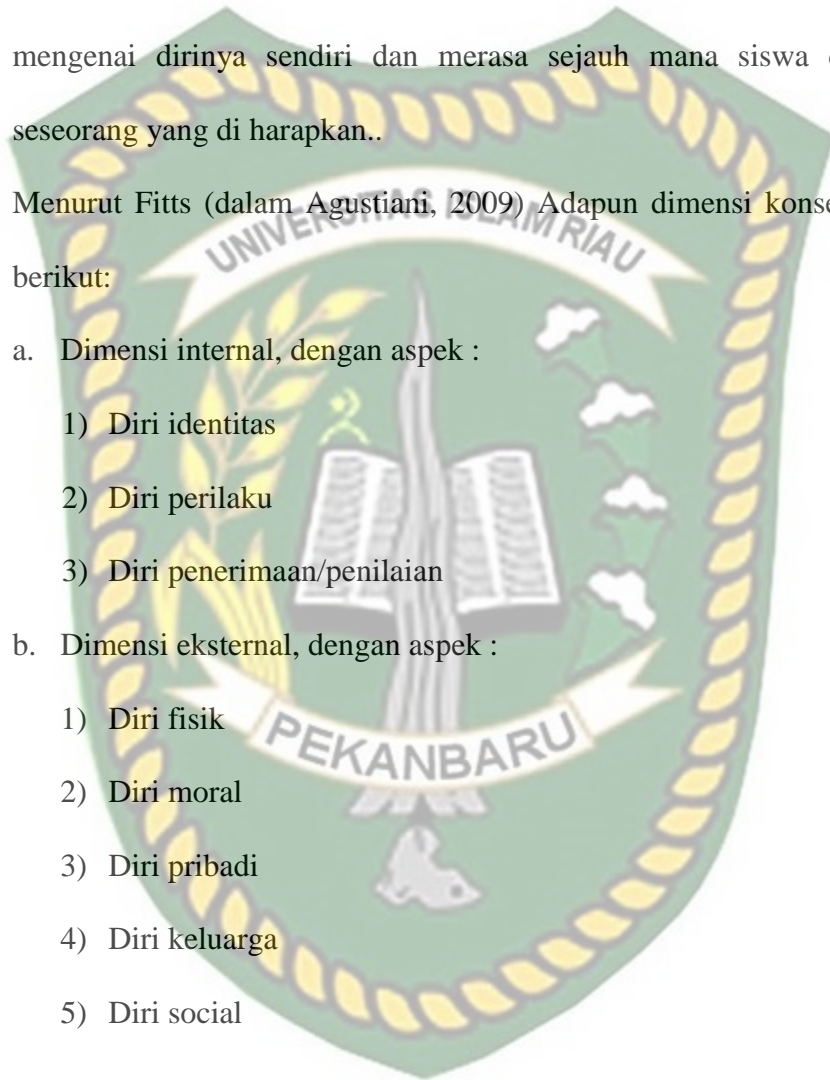 mengenai dirinya sendiri dan merasa sejauh mana siswa
seseorang yang di harapkan..
Menurut Fitts (dalam Agustiani, 2009) Adapun dimensi
berikut:
UNIVERSITAS ISLAM RIAU
a. Dimensi internal, dengan aspek :
1) Diri identitas
2) Diri perilaku
3) Diri penerimaan/penilaian
b. Dimensi eksternal, dengan aspek :
1) Diri fisik
PEKANBARU
2) Diri moral
3) Diri pribadi
4) Diri keluarga
5) Diri social